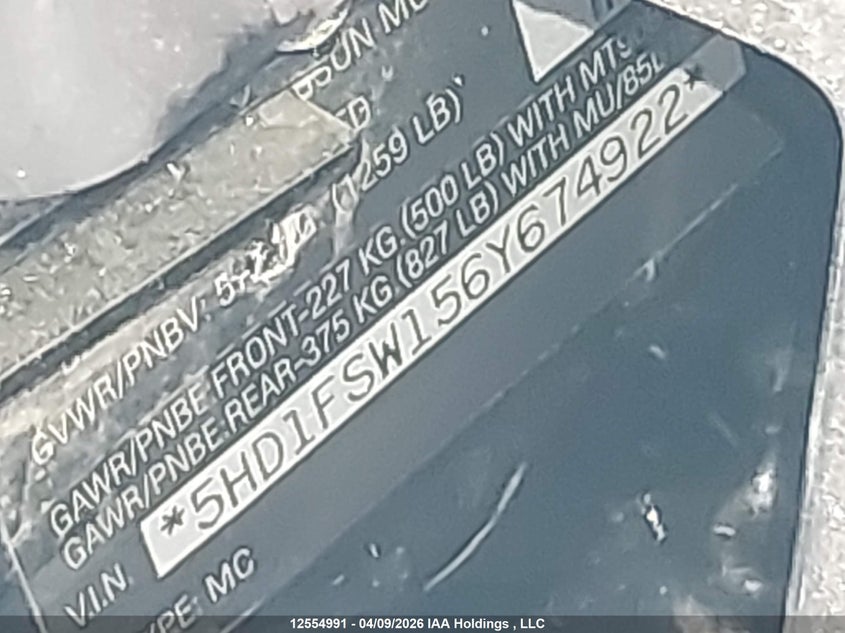 SUN
(1259 LB)
GVWR/PNBV:
GAWR/PNBE FRONT-227 KG (500 LB) WITH
GAWR/PNBE REAR-375 KG (827 LB) WITH MU/85
V.I.N. *5HD1FSW156Y674922*
MC
12554991 - 04/09/2026 IAA Holdings , LLC